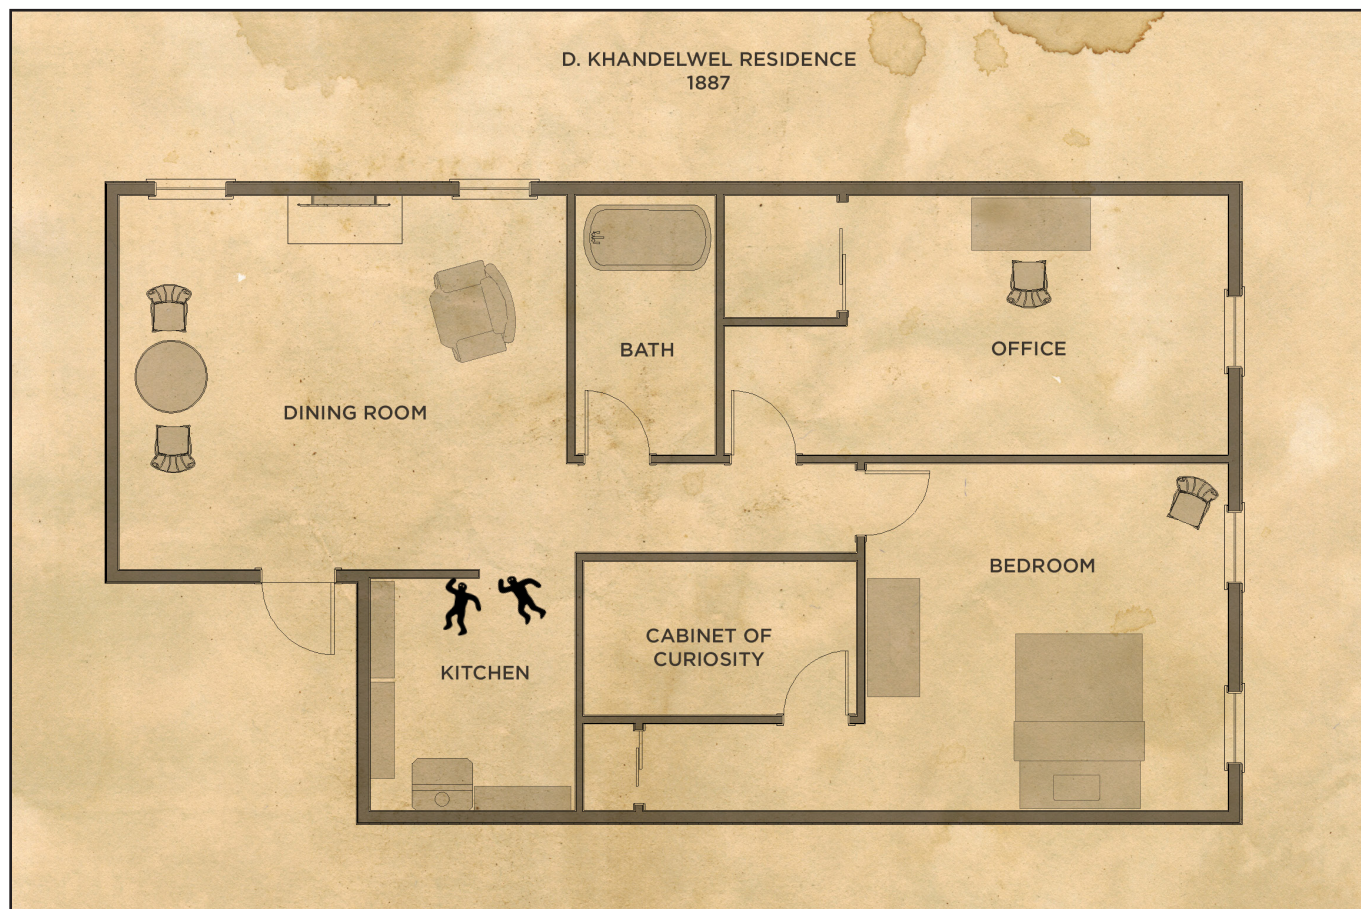 D. KHANDELWEL RESIDENCE
1887
BATH
OFFICE
DINING ROOM
BEDROOM
CABINET OF
CURIOSITY
KITCHEN